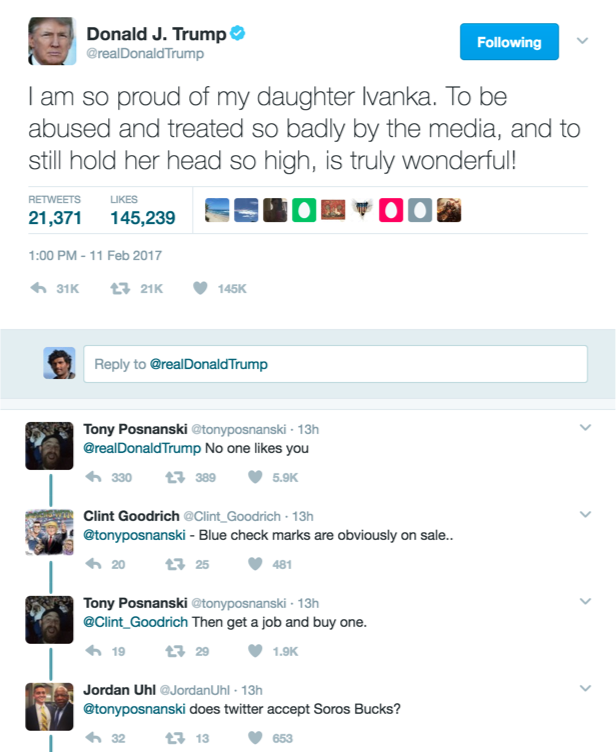 Donald J. Trump
@realDonaldTrump
Following
I am so proud of my daughter Ivanka. To be
abused and treated so badly by the media, and to
still hold her head so high, is truly wonderful!
RETWEETS LIKES
21,371 145,239
1:00 PM - 11 Feb 2017
31K 21K 145K
Reply to @realDonaldTrump
Tony Posnanski @tonyposnanski · 13h
@realDonaldTrump No one likes you
330 389 5.9K
Clint Goodrich @Clint_Goodrich · 13h
@tonyposnanski - Blue check marks are obviously on sale..
20 25 481
Tony Posnanski @tonyposnanski · 13h
@Clint_Goodrich Then get a job and buy one.
19 29 1.9K
Jordan Uhl @JordanUhl · 13h
@tonyposnanski does twitter accept Soros Bucks?
32 13 653